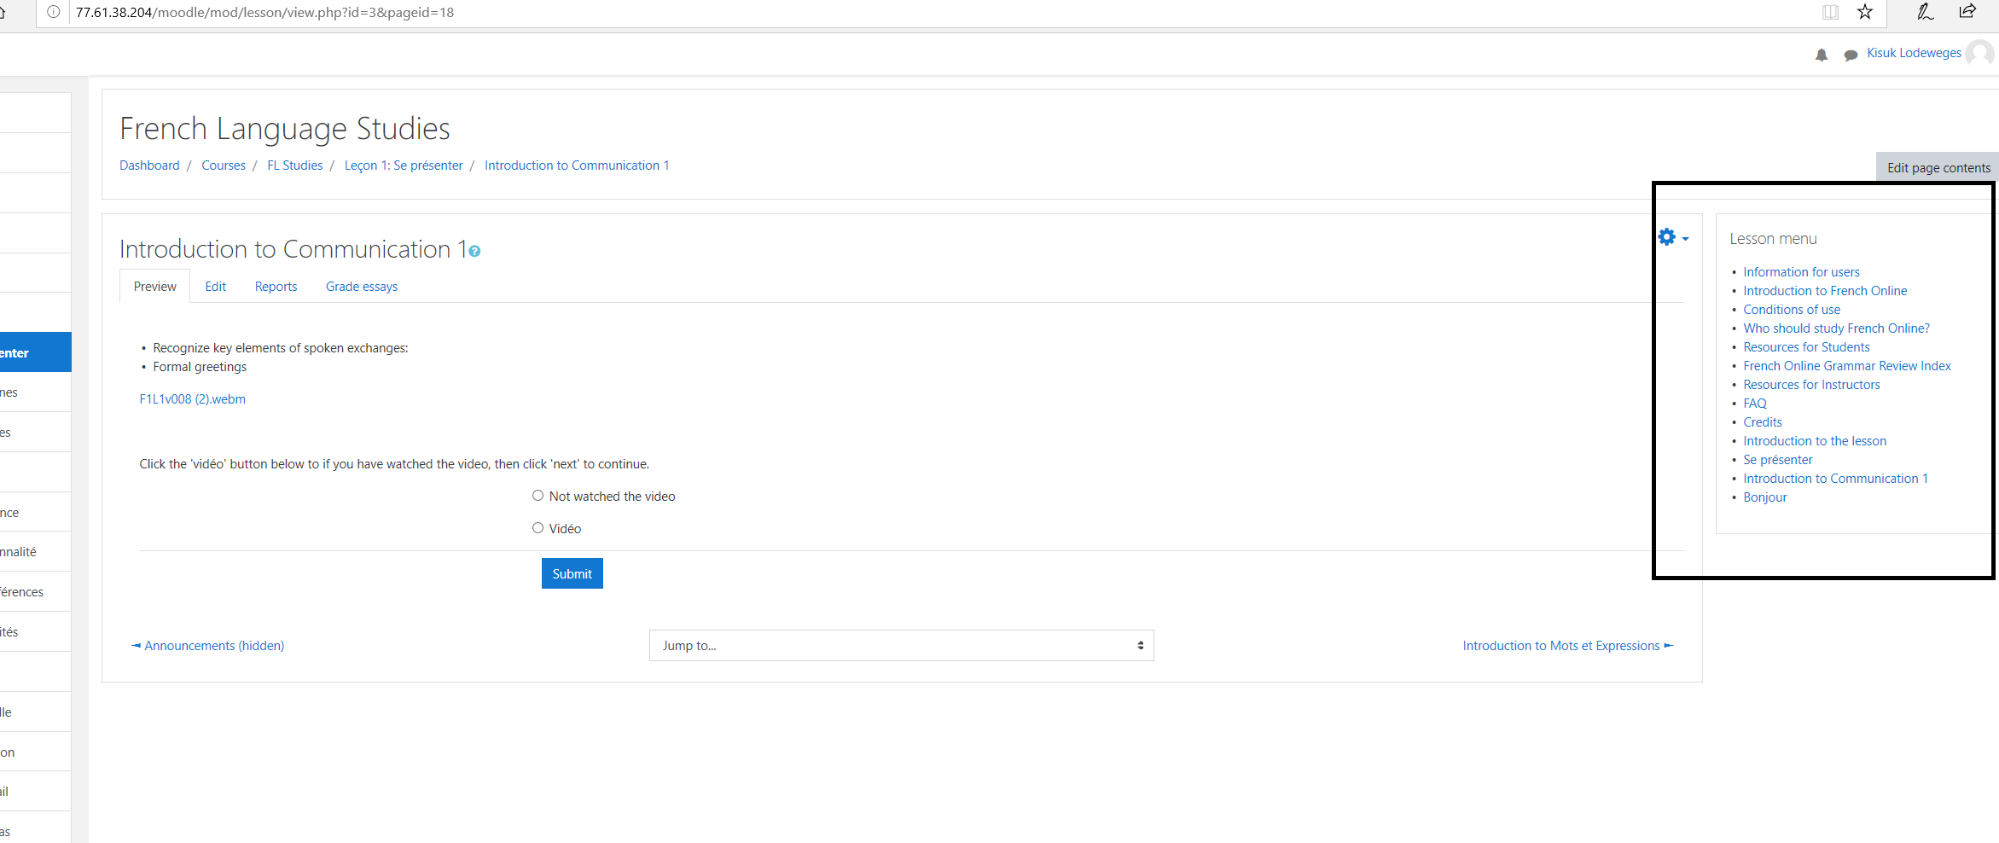 77.61.38.204/moodle/mod/lesson/view.php?id=3&pageid=18
Kisuk Lodeweges
French Language Studies
Dashboard / Courses / FL Studies / Leçon 1: Se présenter / Introduction to Communication 1
Edit page contents
enter
nes
es
nce
nnalité
férences
ités
lle
on
ail
as
Introduction to Communication 1
Preview Edit Reports Grade essays
• Recognize key elements of spoken exchanges:
• Formal greetings
F1L1v008 (2).webm
Click the 'vidéo' button below to if you have watched the video, then click 'next' to continue.
Not watched the video
Vidéo
Submit
◄ Announcements (hidden)
Jump to...
Introduction to Mots et Expressions ►
Lesson menu
• Information for users
• Introduction to French Online
• Conditions of use
• Who should study French Online?
• Resources for Students
• French Online Grammar Review Index
• Resources for Instructors
• FAQ
• Credits
• Introduction to the lesson
• Se présenter
• Introduction to Communication 1
• Bonjour